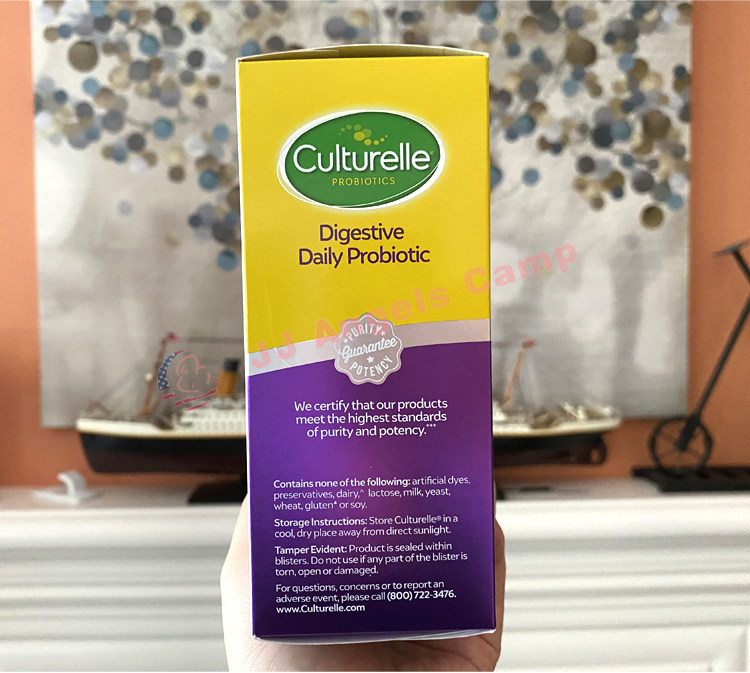 Culturelle®
PROBIOTICS
Digestive
Daily Probiotic
JJ Angels Camp
PURITY
Guarantee
POTENCY
We certify that our products
meet the highest standards
of purity and potency.***
Contains none of the following: artificial dyes,
preservatives, dairy,^ lactose, milk, yeast,
wheat, gluten+ or soy.
Storage Instructions: Store Culturelle® in a
cool, dry place away from direct sunlight.
Tamper Evident: Product is sealed within
blisters. Do not use if any part of the blister is
torn, open or damaged.
For questions, concerns or to report an
adverse event, please call (800) 722-3476.
www.Culturelle.com